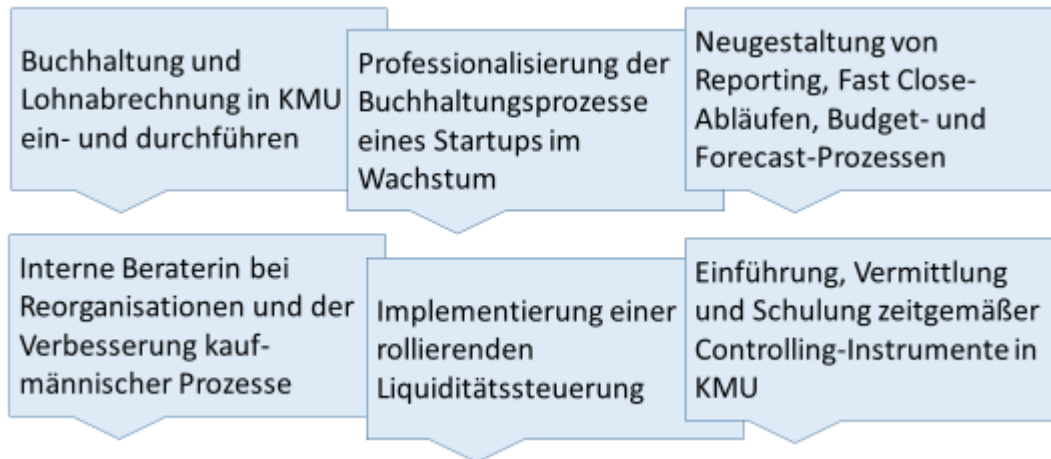 Buchhaltung und
Lohnabrechnung in KMU
ein- und durchführen
Professionalisierung der
Buchhaltungsprozesse
eines Startups im
Wachstum
Neugestaltung von
Reporting, Fast Close-
Abläufen, Budget- und
Forecast-Prozessen
Interne Beraterin bei
Reorganisationen und der
Verbesserung kauf-
männischer Prozesse
Implementierung einer
rollierenden
Liquiditätssteuerung
Einführung, Vermittlung
und Schulung zeitgemäßer
Controlling-Instrumente in
KMU